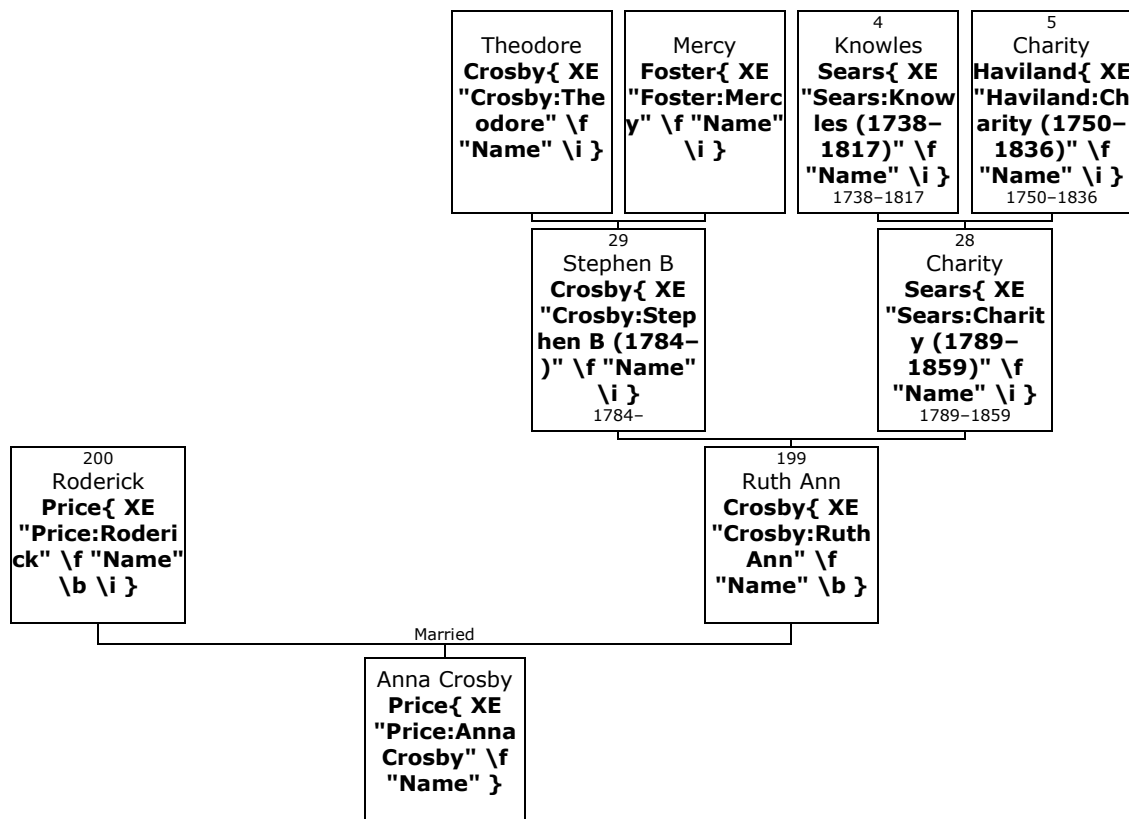 Theodore
Crosby{ XE
"Crosby:The
odore" \f
"Name" \i }
Mercy
Foster{ XE
"Foster:Merc
y" \f "Name"
\i }
4
Knowles
Sears{ XE
"Sears:Know
les (1738–
1817)" \f
"Name" \i }
1738–1817
5
Charity
Haviland{ XE
"Haviland:Ch
arity (1750–
1836)" \f
"Name" \i }
1750–1836
29
Stephen B
Crosby{ XE
"Crosby:Step
hen B (1784–
)" \f "Name"
\i }
1784–
28
Charity
Sears{ XE
"Sears:Charit
y (1789–
1859)" \f
"Name" \i }
1789–1859
200
Roderick
Price{ XE
"Price:Roderi
ck" \f "Name"
\b \i }
199
Ruth Ann
Crosby{ XE
"Crosby:Ruth
Ann" \f
"Name" \b }
Married
Anna Crosby
Price{ XE
"Price:Anna
Crosby" \f
"Name" }